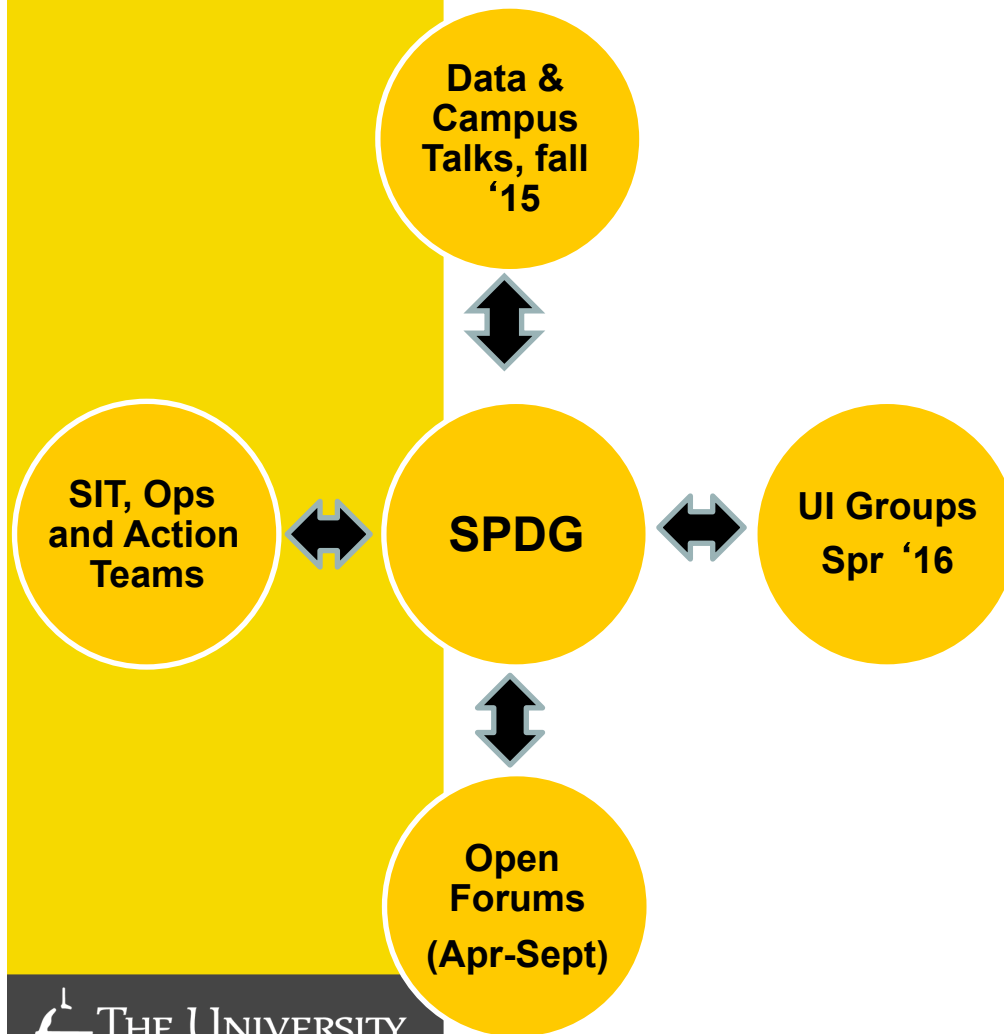 Data &
Campus
Talks, fall
‘15
SIT, Ops
and Action
Teams
SPDG
UI Groups
Spr ‘16
Open
Forums
(Apr-Sept)
THE UNIVERSITY